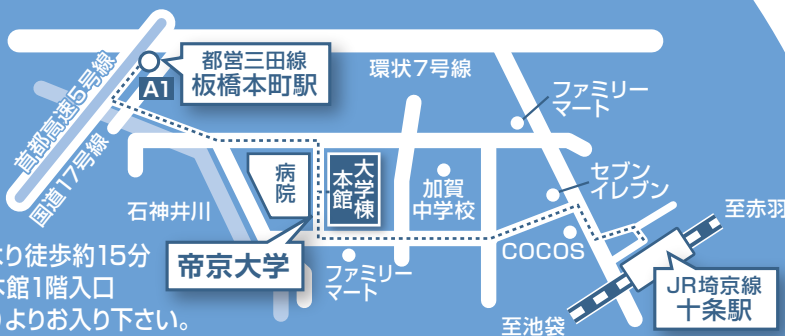 都営三田線
板橋本町駅
A1
環状7号線
首都高速5号線
国道17号線
ファミリー
マート
石神井川
病院
大学棟
本館
加賀
中学校
セブン
イレブン
至赤羽
帝京大学
ファミリー
マート
COCOS
JR埼京線
十条駅
至池袋
より徒歩約15分
本館1階入口
よりお入り下さい。